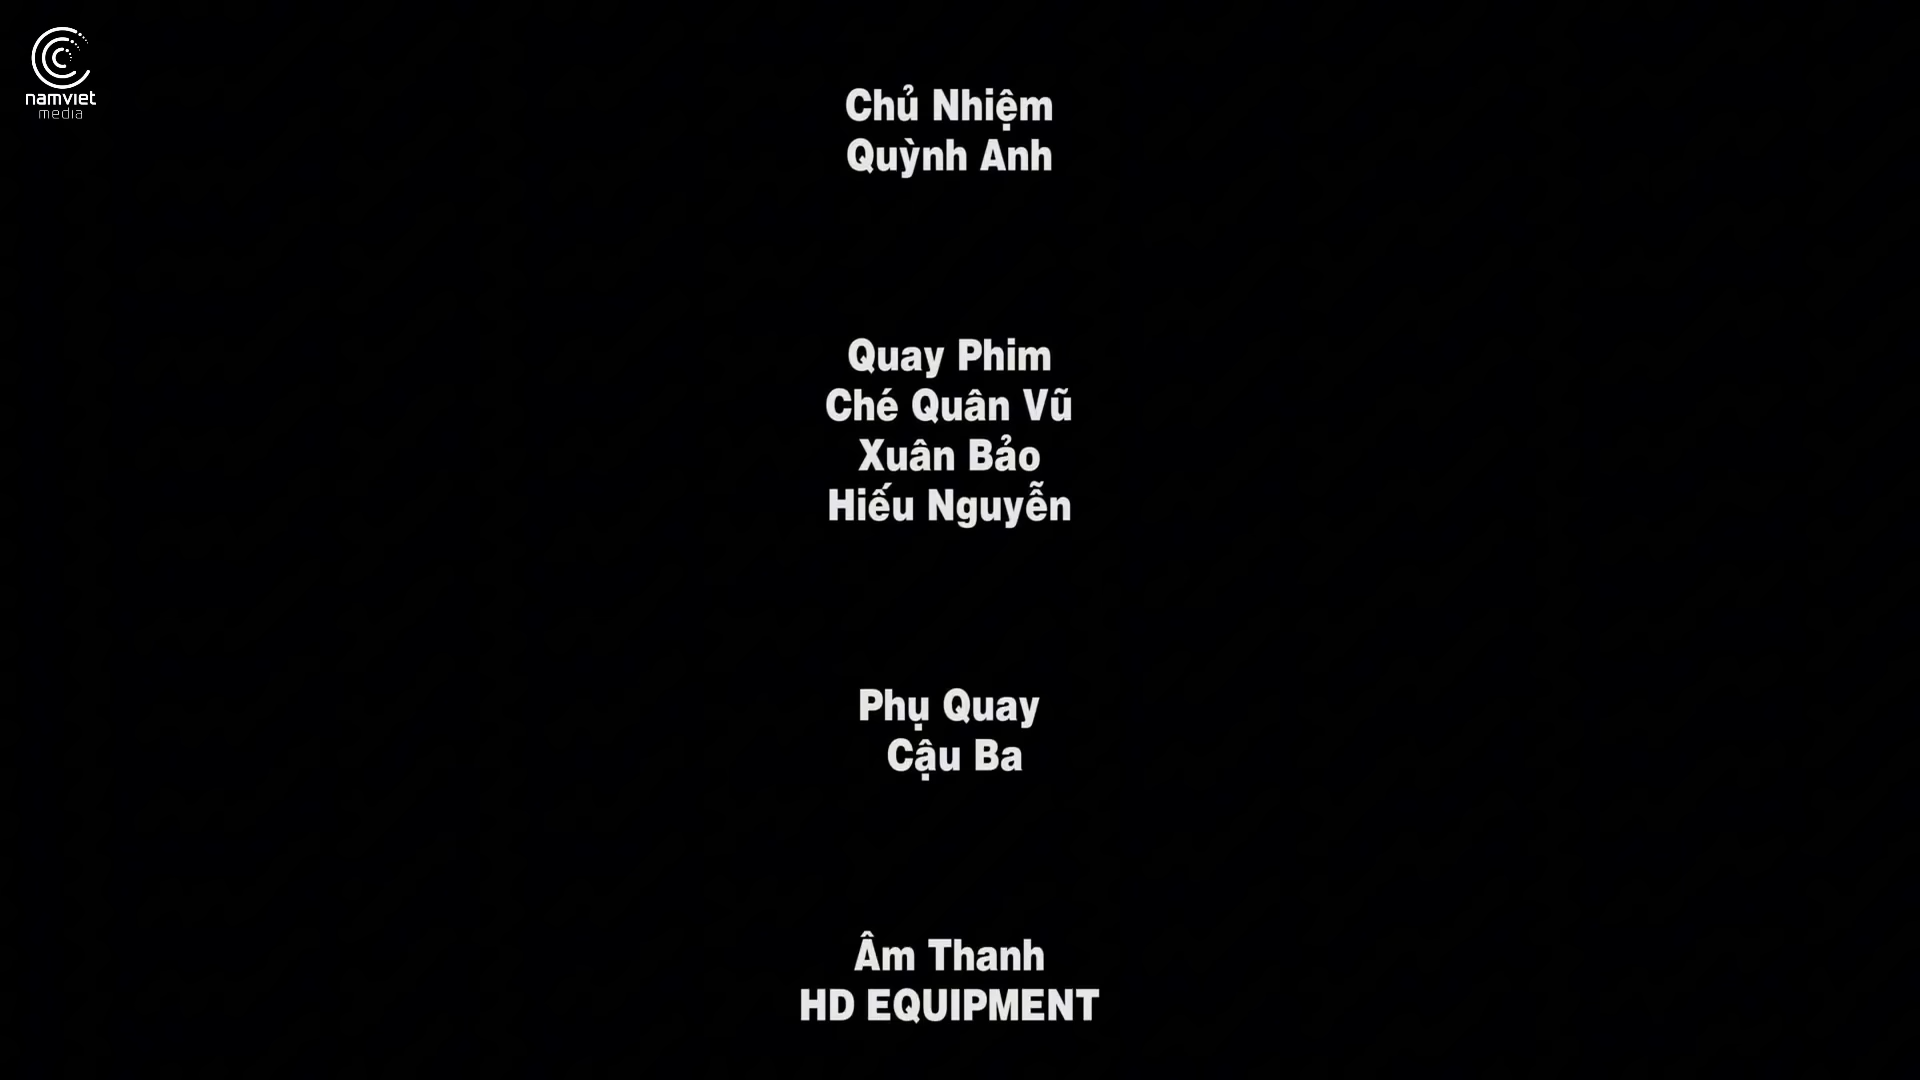 namviet
media
Chủ Nhiệm
Quỳnh Anh
Quay Phim
Ché Quân Vũ
Xuân Bảo
Hiếu Nguyễn
Phụ Quay
Cậu Ba
Âm Thanh
HD EQUIPMENT